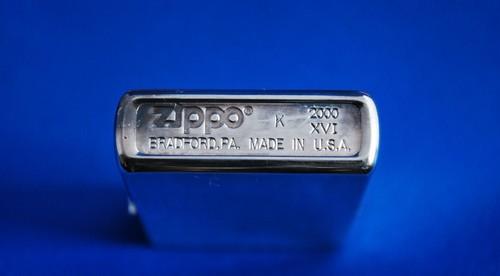 Zippo® K 2000
XVI
BRADFORD, PA. MADE IN U.S.A.